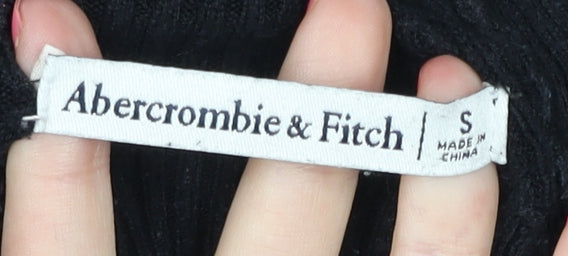 Abercrombie & Fitch | S
MADE IN
CHINA